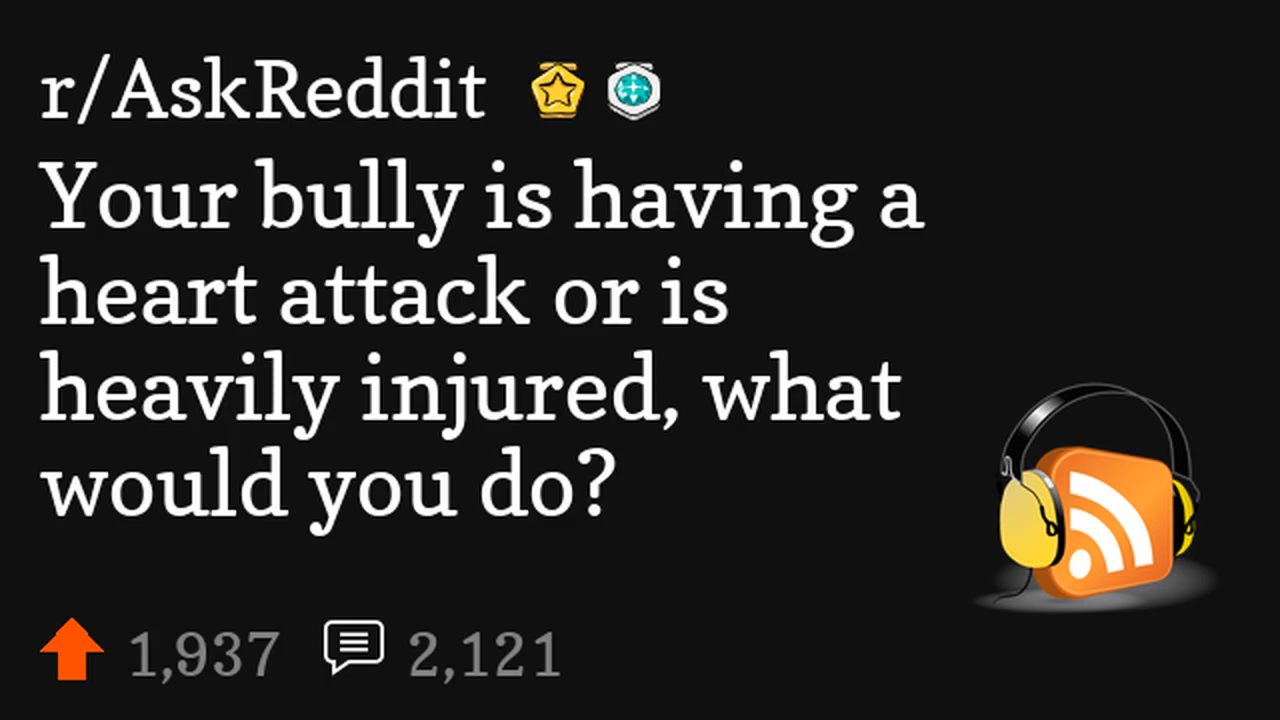 r/AskReddit
Your bully is having a
heart attack or is
heavily injured, what
would you do?
1,937 2,121